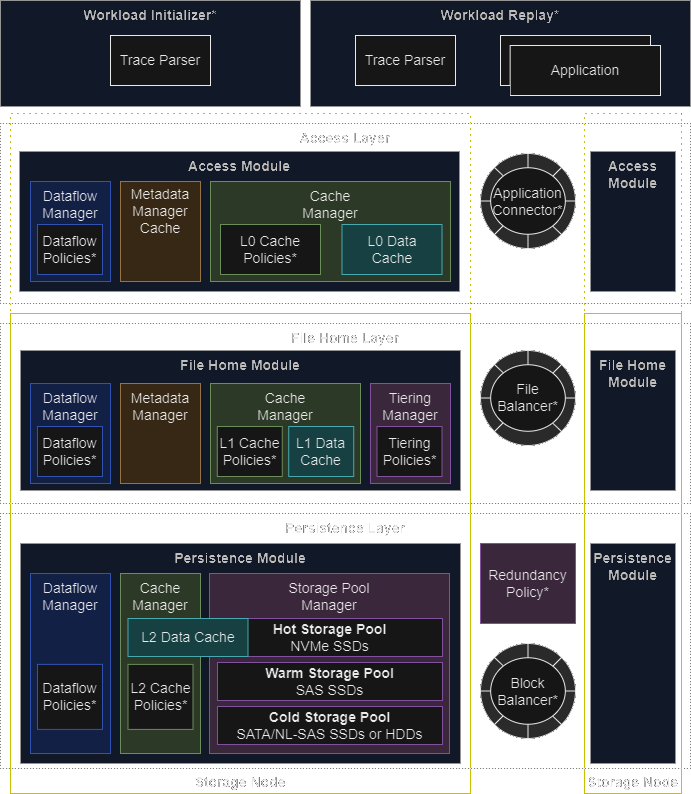 Workload Initializer*
Trace Parser
Workload Replay*
Trace Parser
Application
Access Layer
Access Module
Dataflow
Manager
Dataflow
Policies*
Metadata
Manager
Cache
Cache
Manager
L0 Cache
Policies*
L0 Data
Cache
Application
Connector*
Access
Module
File Home Layer
File Home Module
Dataflow
Manager
Dataflow
Policies*
Metadata
Manager
Cache
Manager
L1 Cache
Policies*
L1 Data
Cache
Tiering
Manager
Tiering
Policies*
File
Balancer*
File Home
Module
Persistence Layer
Persistence Module
Dataflow
Manager
Dataflow
Policies*
Cache
Manager
L2 Data Cache
L2 Cache
Policies*
Storage Pool
Manager
Hot Storage Pool
NVMe SSDs
Warm Storage Pool
SAS SSDs
Cold Storage Pool
SATA/NL-SAS SSDs or HDDs
Redundancy
Policy*
Block
Balancer*
Persistence
Module
Storage Node
Storage Node